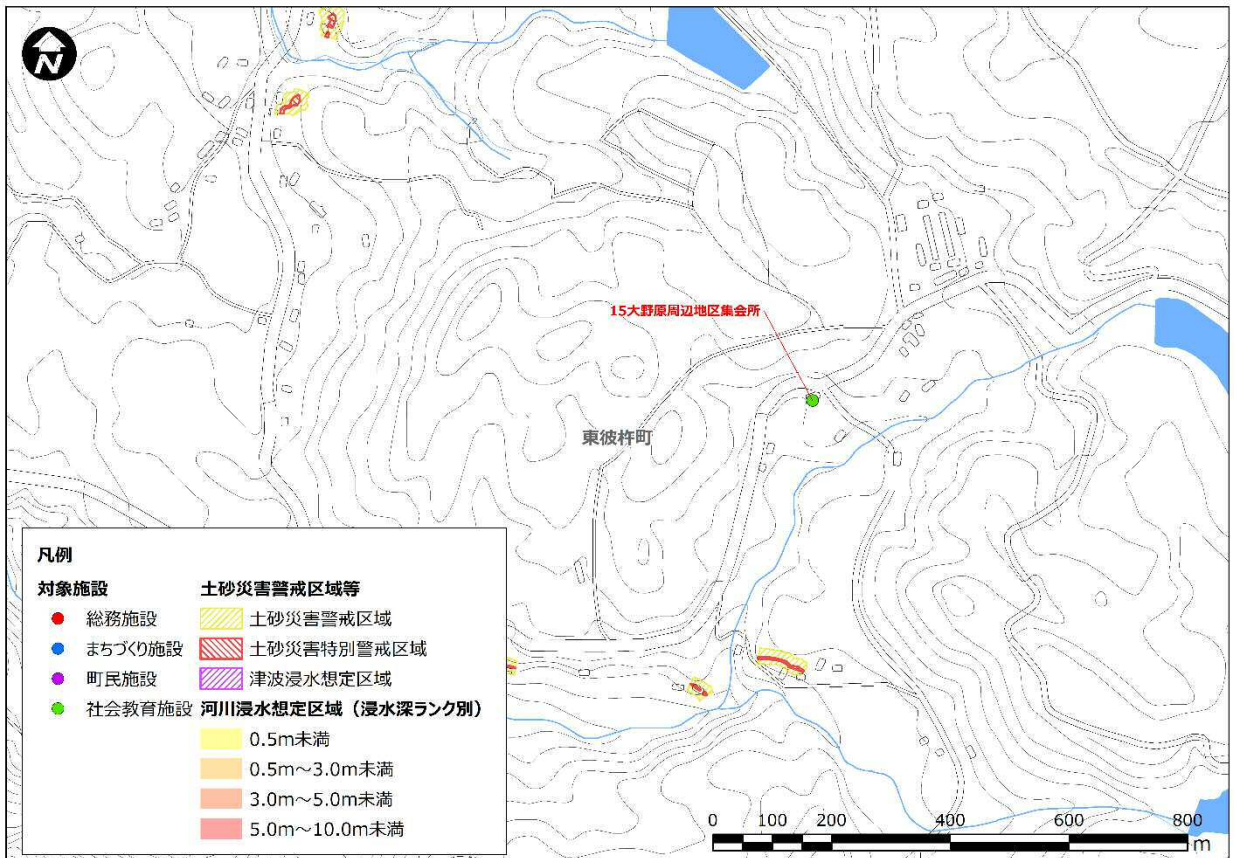 N
15大野原周辺地区集会所
東彼杵町
凡例
対象施設
総務施設
まちづくり施設
町民施設
社会教育施設
土砂災害警戒区域等
土砂災害警戒区域
土砂災害特別警戒区域
津波浸水想定区域
河川浸水想定区域（浸水深ランク別）
0.5m未満
0.5m～3.0m未満
3.0m～5.0m未満
5.0m～10.0m未満
0 100 200 400 600 800
m